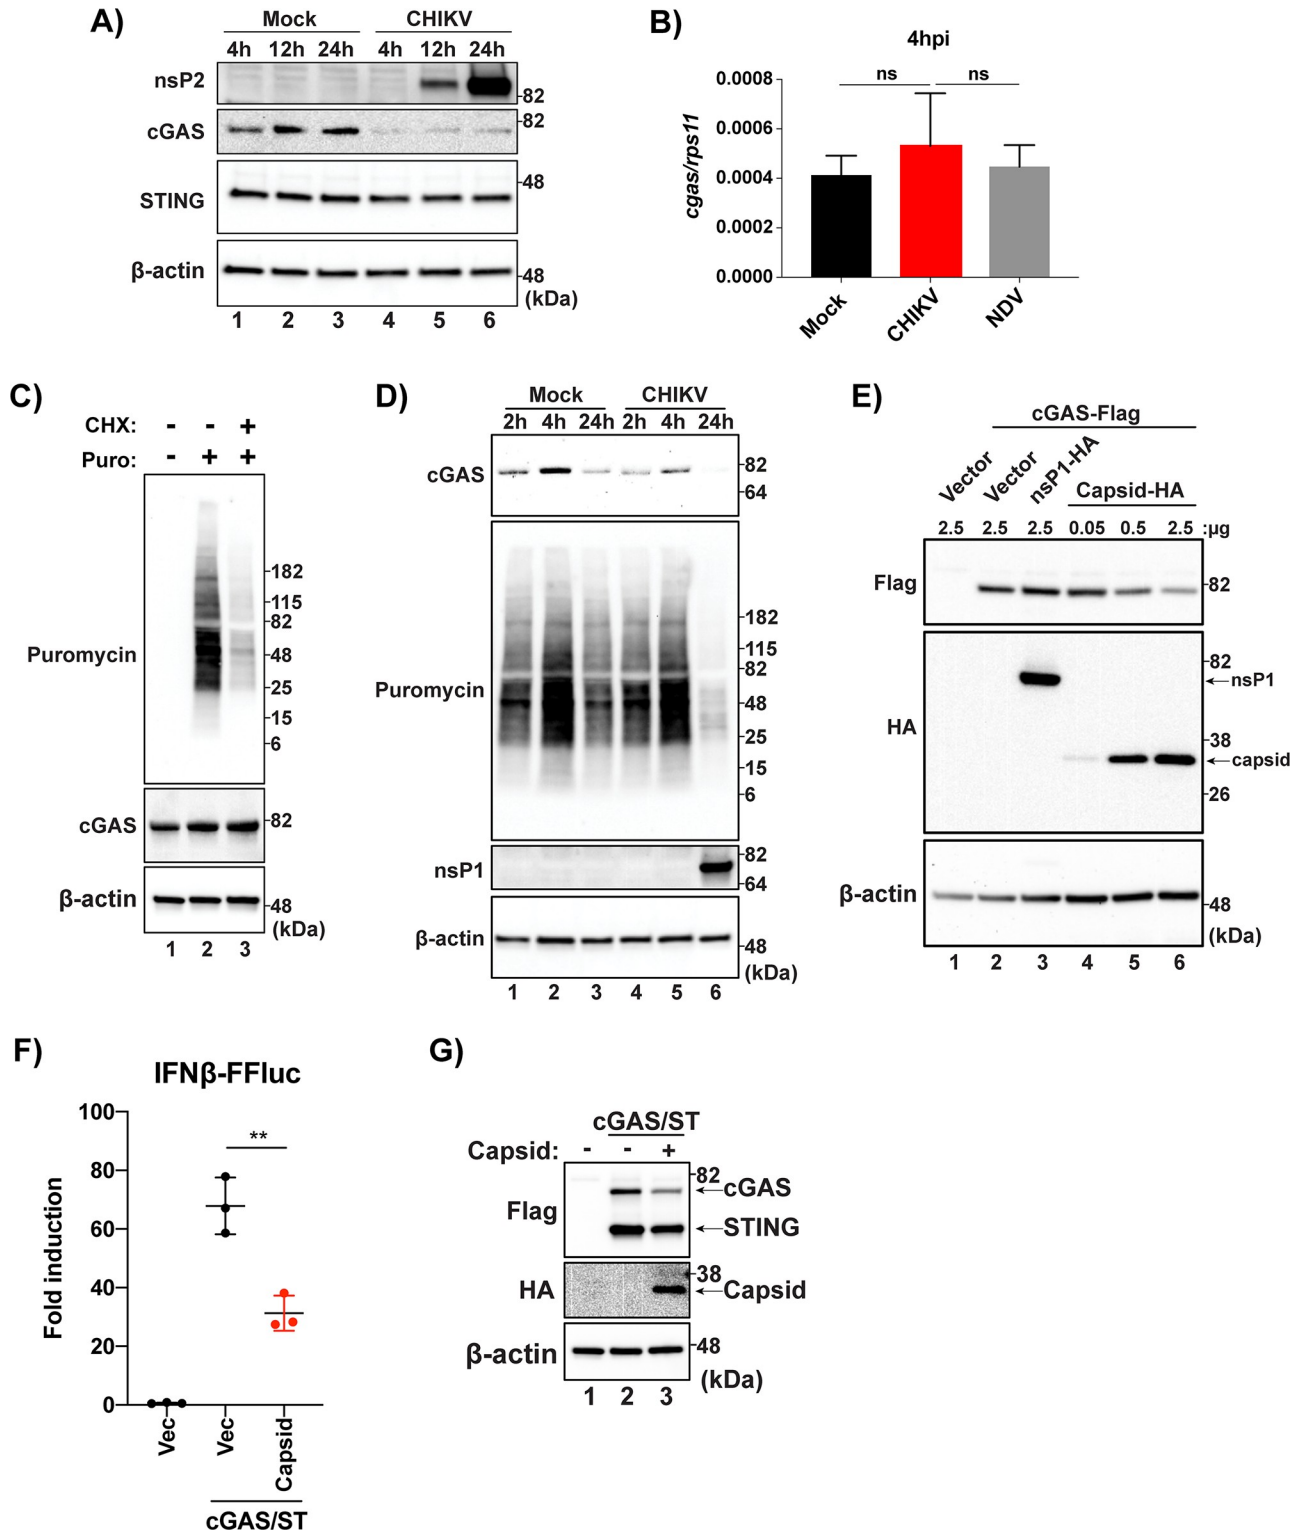 A)
Mock CHIKV
4h 12h 24h 4h 12h 24h
nsP2
82
cGAS
82
STING
48
β-actin
48
(kDa)
1 2 3 4 5 6
B)
4hpi
ns ns
cgas/rps11
0.0008
0.0006
0.0004
0.0002
0.0000
Mock CHIKV NDV
C)
CHX: - - +
Puro: - + +
Puromycin
182
115
82
48
25
15
6
cGAS
82
β-actin
48
(kDa)
1 2 3
D)
Mock CHIKV
2h 4h 24h 2h 4h 24h
cGAS
82
64
Puromycin
182
115
82
48
25
15
6
nsP1
82
64
β-actin
48
(kDa)
1 2 3 4 5 6
E)
cGAS-Flag
Vector Vector nsP1-HA Capsid-HA
2.5 2.5 2.5 0.05 0.5 2.5 :µg
Flag
82
HA
82
←nsP1
38
←capsid
26
β-actin
48
(kDa)
1 2 3 4 5 6
F)
IFNβ-FFluc
Fold induction
100
80
60
40
20
0
**
Vec Vec Capsid
cGAS/ST
G)
cGAS/ST
Capsid: - - +
Flag
82
←cGAS
←STING
HA
38
←Capsid
β-actin
48
(kDa)
1 2 3